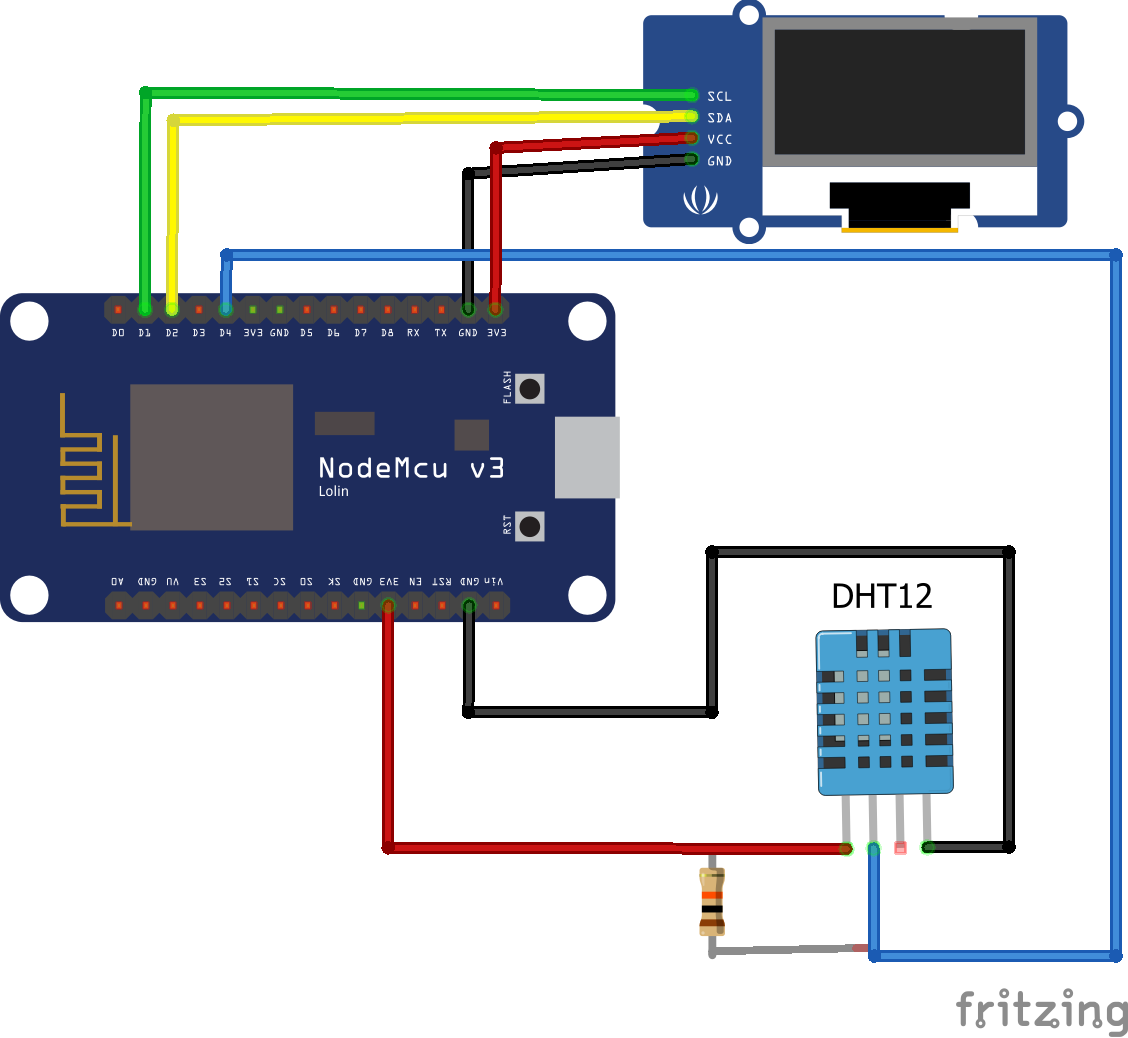 SCL
SDA
VCC
GND
D0 D1 D2 D3 D4 3V3 GND D5 D6 D7 D8 RX TX GND 3V3
FLASH
NodeMcu v3
Lolin
RST
A0 GND VU S3 S2 S1 SC S0 SK GND 3V3 EN RST GND Vin
DHT12
fritzing